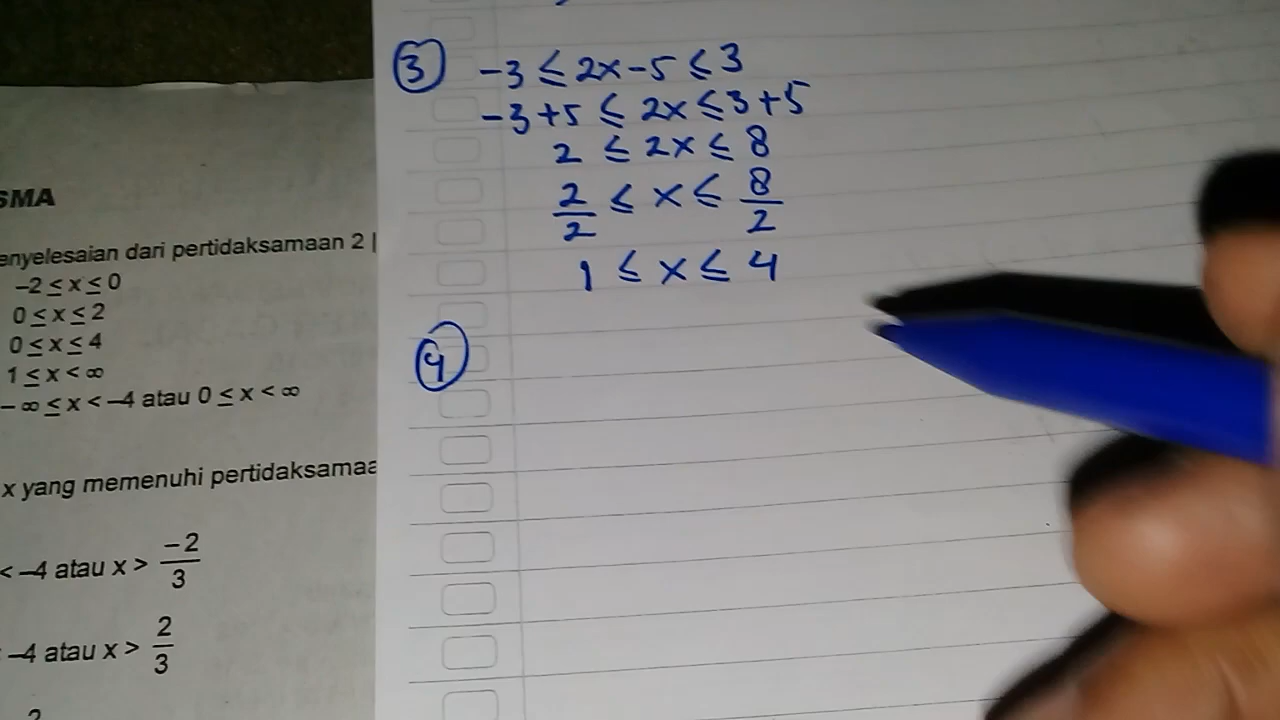 SMA
enyelesaian dari pertidaksamaan 2 |
−2 ≤ x ≤ 0
0 ≤ x ≤ 2
0 ≤ x ≤ 4
1 ≤ x < ∞
−∞ ≤ x < −4 atau 0 ≤ x < ∞
x yang memenuhi pertidaksamaa
< −4 atau x > −2/3
−4 atau x > 2/3
2
3 −3 ≤ 2x − 5 ≤ 3
−3 + 5 ≤ 2x ≤ 3 + 5
2 ≤ 2x ≤ 8
2/2 ≤ x ≤ 8/2
1 ≤ x ≤ 4
4